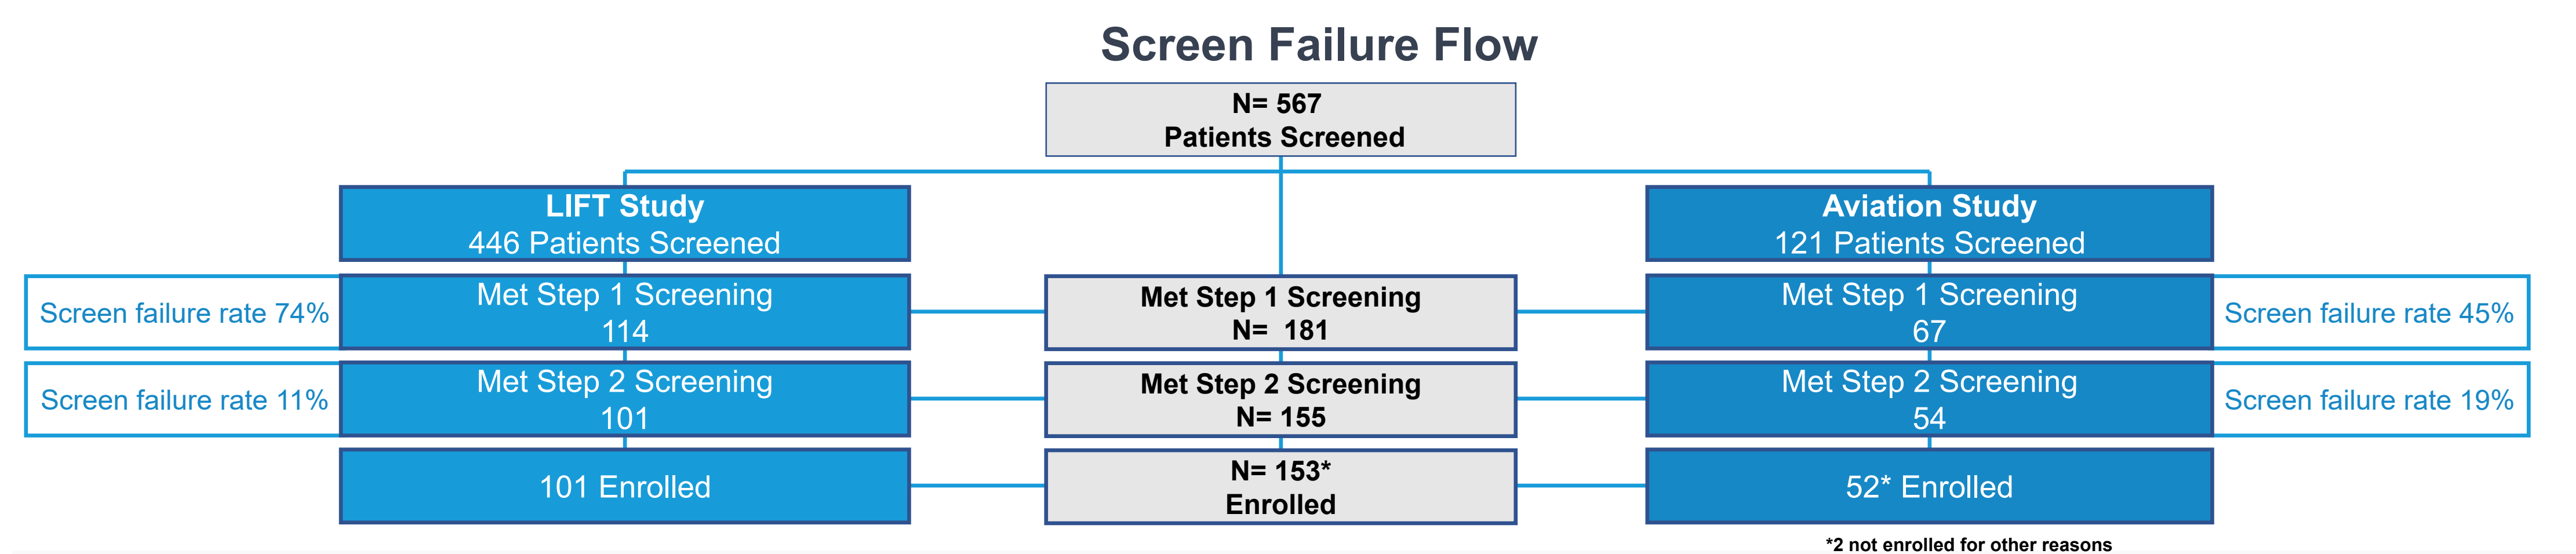 Screen Failure Flow
N= 567
Patients Screened
LIFT Study
446 Patients Screened
Aviation Study
121 Patients Screened
Screen failure rate 74%
Met Step 1 Screening
114
Met Step 1 Screening
N= 181
Met Step 1 Screening
67
Screen failure rate 45%
Screen failure rate 11%
Met Step 2 Screening
101
Met Step 2 Screening
N= 155
Met Step 2 Screening
54
Screen failure rate 19%
101 Enrolled
N= 153*
Enrolled
52* Enrolled
*2 not enrolled for other reasons